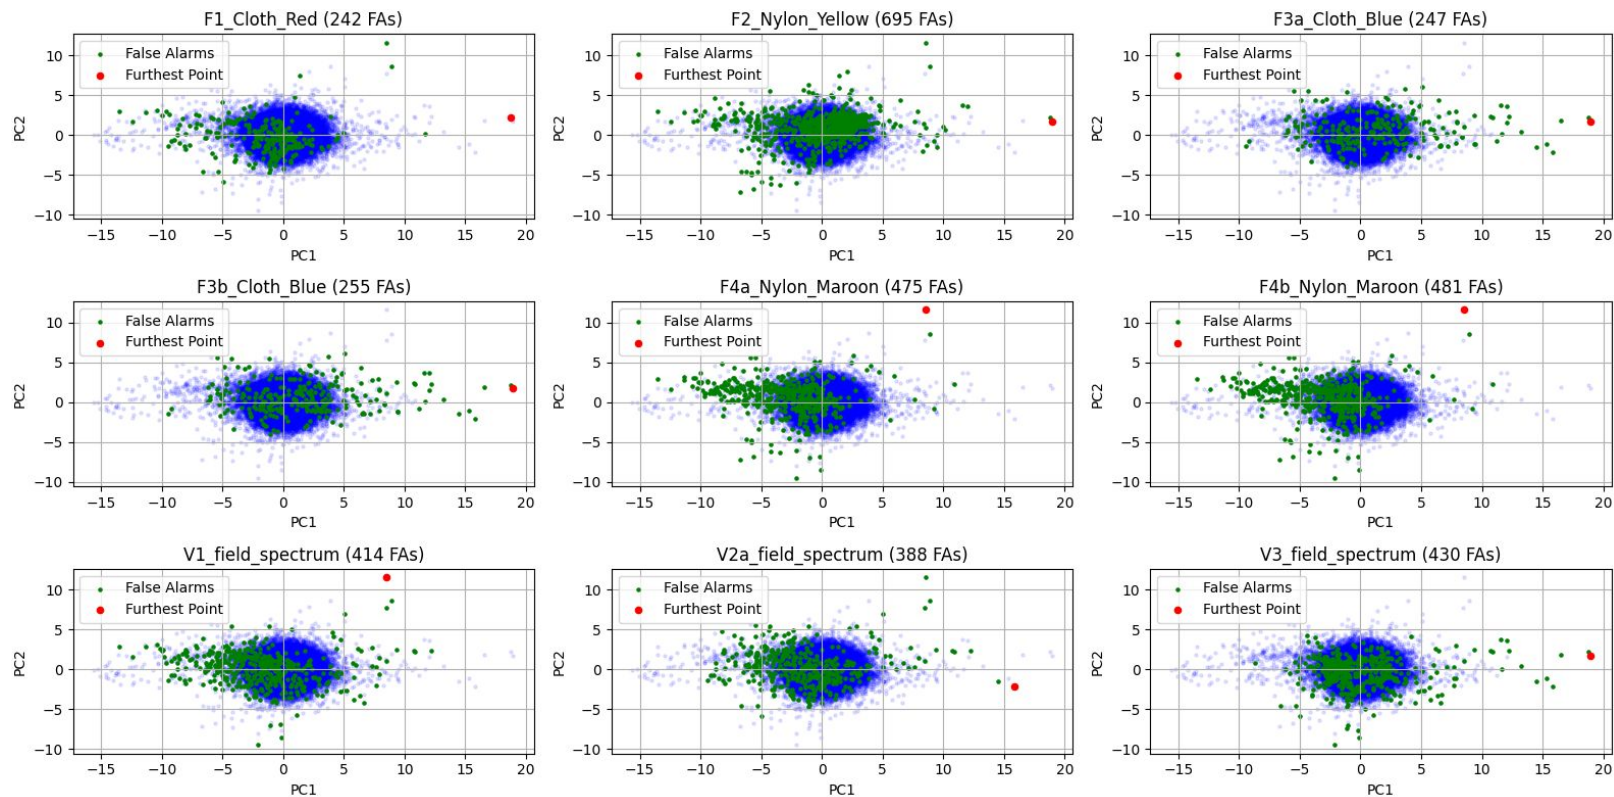 F1_Cloth_Red (242 FAs)
False Alarms
Furthest Point
10
5
0
−5
−10
PC2
−15 −10 −5 0 5 10 15 20
PC1
F2_Nylon_Yellow (695 FAs)
False Alarms
Furthest Point
10
5
0
−5
−10
PC2
−15 −10 −5 0 5 10 15 20
PC1
F3a_Cloth_Blue (247 FAs)
False Alarms
Furthest Point
10
5
0
−5
−10
PC2
−15 −10 −5 0 5 10 15 20
PC1
F3b_Cloth_Blue (255 FAs)
False Alarms
Furthest Point
10
5
0
−5
−10
PC2
−15 −10 −5 0 5 10 15 20
PC1
F4a_Nylon_Maroon (475 FAs)
False Alarms
Furthest Point
10
5
0
−5
−10
PC2
−15 −10 −5 0 5 10 15 20
PC1
F4b_Nylon_Maroon (481 FAs)
False Alarms
Furthest Point
10
5
0
−5
−10
PC2
−15 −10 −5 0 5 10 15 20
PC1
V1_field_spectrum (414 FAs)
False Alarms
Furthest Point
10
5
0
−5
−10
PC2
−15 −10 −5 0 5 10 15 20
PC1
V2a_field_spectrum (388 FAs)
False Alarms
Furthest Point
10
5
0
−5
−10
PC2
−15 −10 −5 0 5 10 15 20
PC1
V3_field_spectrum (430 FAs)
False Alarms
Furthest Point
10
5
0
−5
−10
PC2
−15 −10 −5 0 5 10 15 20
PC1